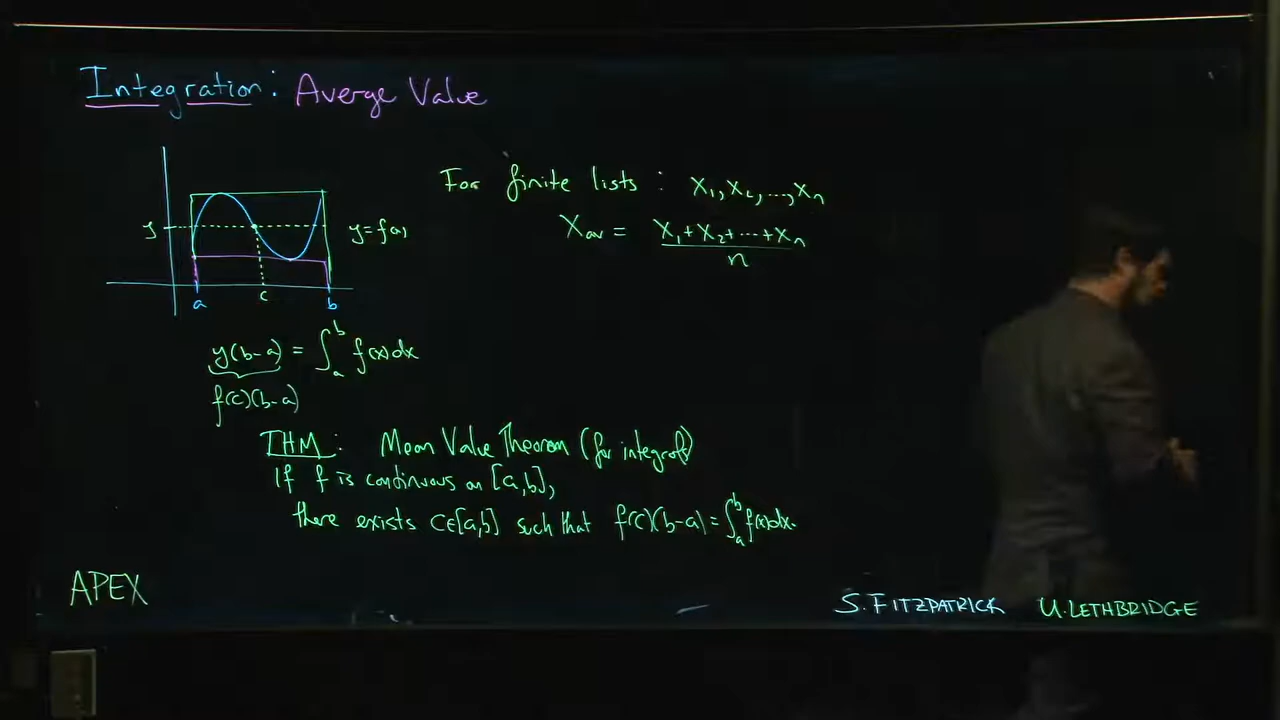 Integration: Averge Value
For finite lists: x₁, x₂, ..., xₙ
x_av = (x₁+x₂+⋯+xₙ)/n
y
y=f(x)
a c b
y(b-a) = ∫ₐᵇ f(x)dx
f(c)(b-a)
THM: Mean Value Theorem (for integrals)
If f is continuous on [a,b],
there exists c∈[a,b] such that f(c)(b-a)=∫ₐᵇ f(x)dx.
APEX
S. FITZPATRICK U. LETHBRIDGE